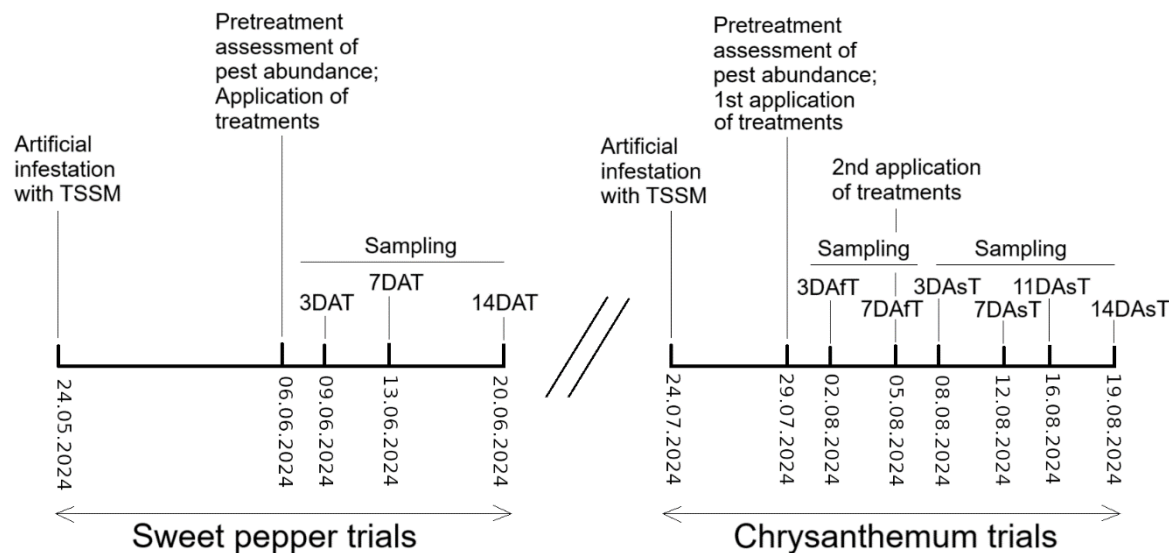 Pretreatment
assessment of
pest abundance;
Application of
treatments
Artificial
infestation
with TSSM
Sampling
3DAT
7DAT
14DAT
24.05.2024
06.06.2024
09.06.2024
13.06.2024
20.06.2024
Sweet pepper trials
Pretreatment
assessment of
pest abundance;
1st application
of treatments
Artificial
infestation
with TSSM
2nd application
of treatments
Sampling
Sampling
3DAfT
7DAfT
3DAsT
7DAsT
11DAsT
14DAsT
24.07.2024
29.07.2024
02.08.2024
05.08.2024
08.08.2024
12.08.2024
16.08.2024
19.08.2024
Chrysanthemum trials